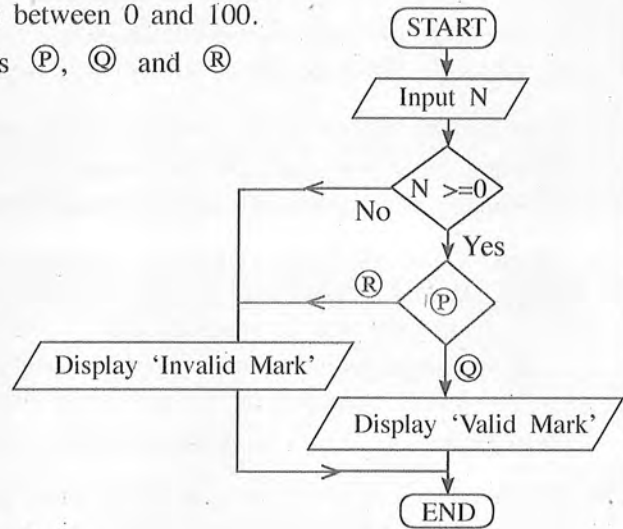 between 0 and 100.
s Ⓟ, Ⓠ and Ⓡ
START
Input N
N >=0
No
Yes
Ⓡ
Ⓟ
Ⓠ
Display ‘Invalid Mark’
Display ‘Valid Mark’
END